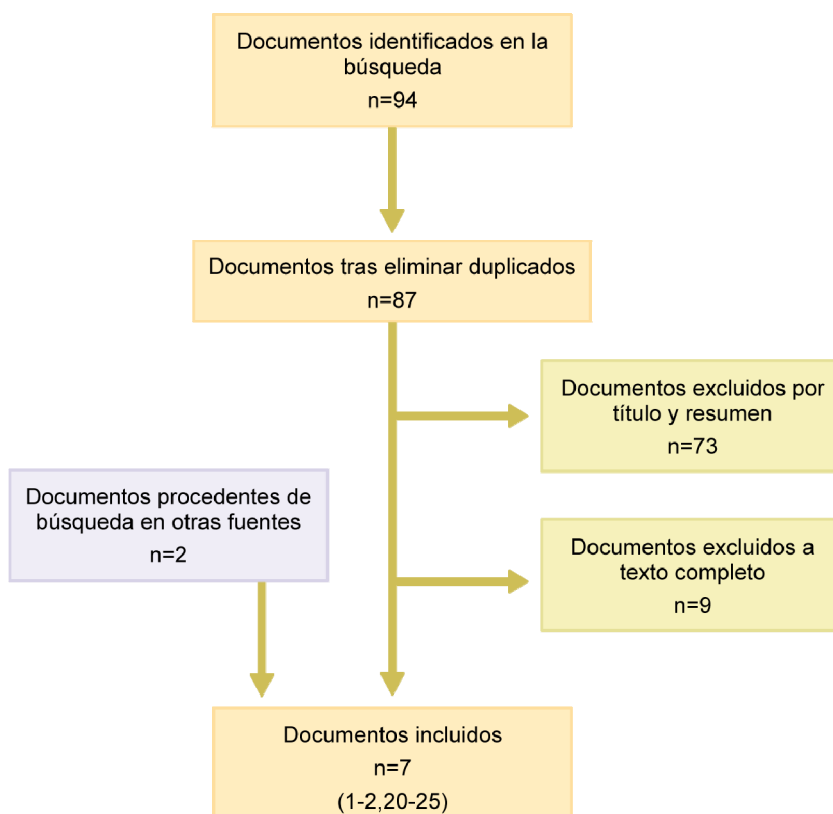 Documentos identificados en la
búsqueda
n=94
Documentos tras eliminar duplicados
n=87
Documentos excluidos por
título y resumen
n=73
Documentos procedentes de
búsqueda en otras fuentes
n=2
Documentos excluidos a
texto completo
n=9
Documentos incluidos
n=7
(1-2,20-25)